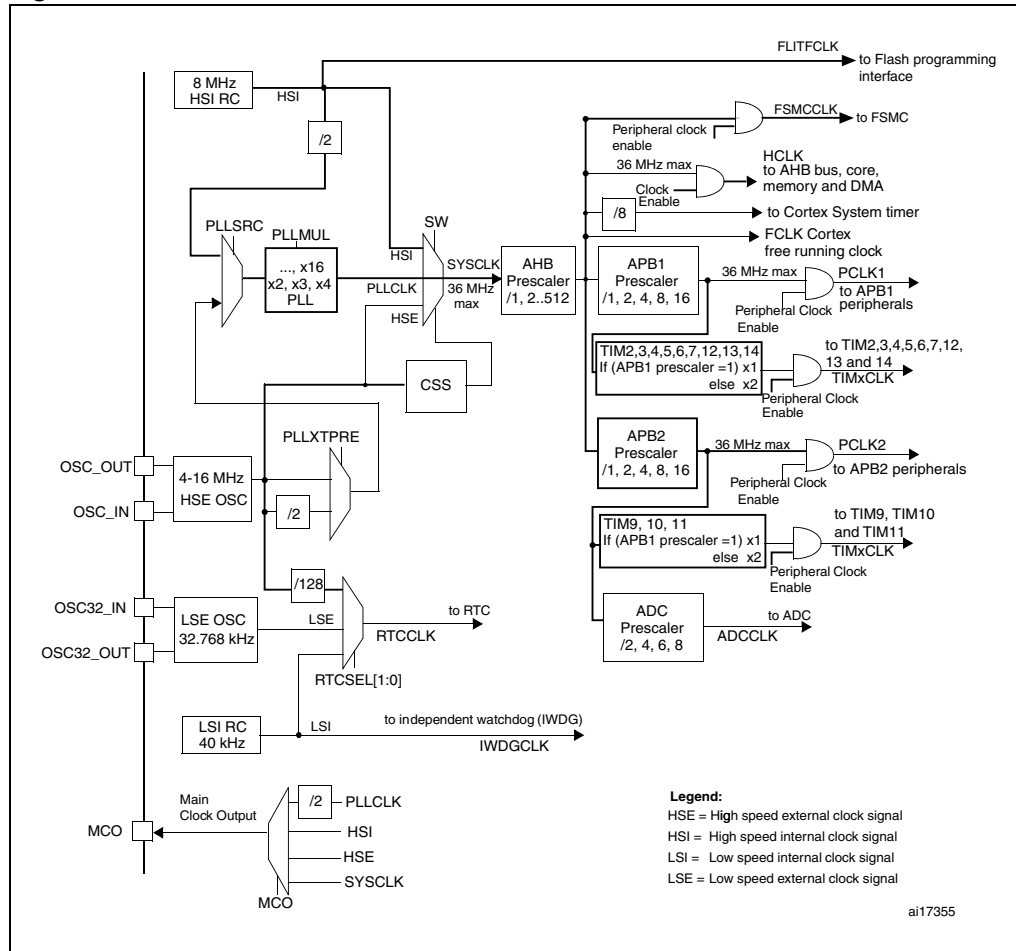 FLITFCLK
to Flash programming
interface
8 MHz
HSI RC
HSI
/2
FSMCCLK
to FSMC
Peripheral clock
enable
HCLK
to AHB bus, core,
memory and DMA
36 MHz max
Clock
Enable
/8
to Cortex System timer
FCLK Cortex
free running clock
PLLSRC
PLLMUL
..., x16
x2, x3, x4
PLL
SW
HSI
PLLCLK
HSE
SYSCLK
36 MHz
max
AHB
Prescaler
/1, 2..512
APB1
Prescaler
/1, 2, 4, 8, 16
36 MHz max
PCLK1
to APB1
peripherals
Peripheral Clock
Enable
TIM2,3,4,5,6,7,12,13,14
If (APB1 prescaler =1) x1
else x2
to TIM2,3,4,5,6,7,12,
13 and 14
TIMxCLK
Peripheral Clock
Enable
CSS
PLLXTPRE
OSC_OUT
OSC_IN
4-16 MHz
HSE OSC
/2
APB2
Prescaler
/1, 2, 4, 8, 16
36 MHz max
PCLK2
to APB2 peripherals
Peripheral Clock
Enable
TIM9, 10, 11
If (APB1 prescaler =1) x1
else x2
to TIM9, TIM10
and TIM11
TIMxCLK
Peripheral Clock
Enable
/128
OSC32_IN
OSC32_OUT
LSE OSC
32.768 kHz
LSE
to RTC
RTCCLK
RTCSEL[1:0]
ADC
Prescaler
/2, 4, 6, 8
to ADC
ADCCLK
LSI RC
40 kHz
LSI
to independent watchdog (IWDG)
IWDGCLK
MCO
Main
Clock Output
/2
PLLCLK
HSI
HSE
SYSCLK
MCO
Legend:
HSE = High speed external clock signal
HSI = High speed internal clock signal
LSI = Low speed internal clock signal
LSE = Low speed external clock signal
ai17355